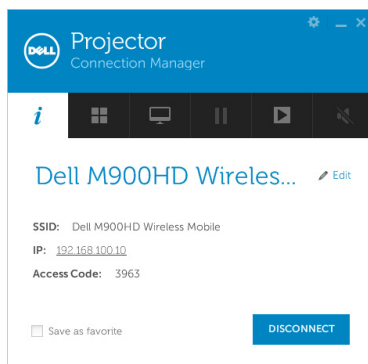 DELL
Projector
Connection Manager
i
Dell M900HD Wireles... Edit
SSID: Dell M900HD Wireless Mobile
IP: 192.168.100.10
Access Code: 3963
Save as favorite
DISCONNECT